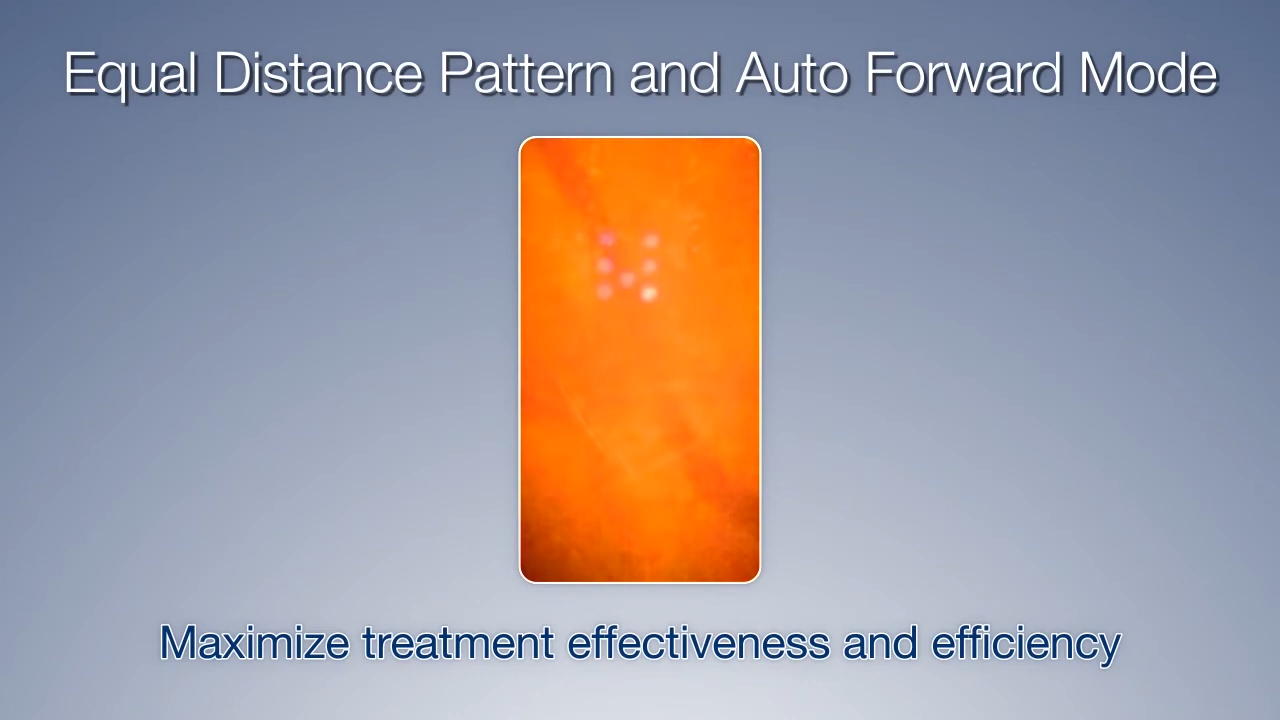 Equal Distance Pattern and Auto Forward Mode
Maximize treatment effectiveness and efficiency